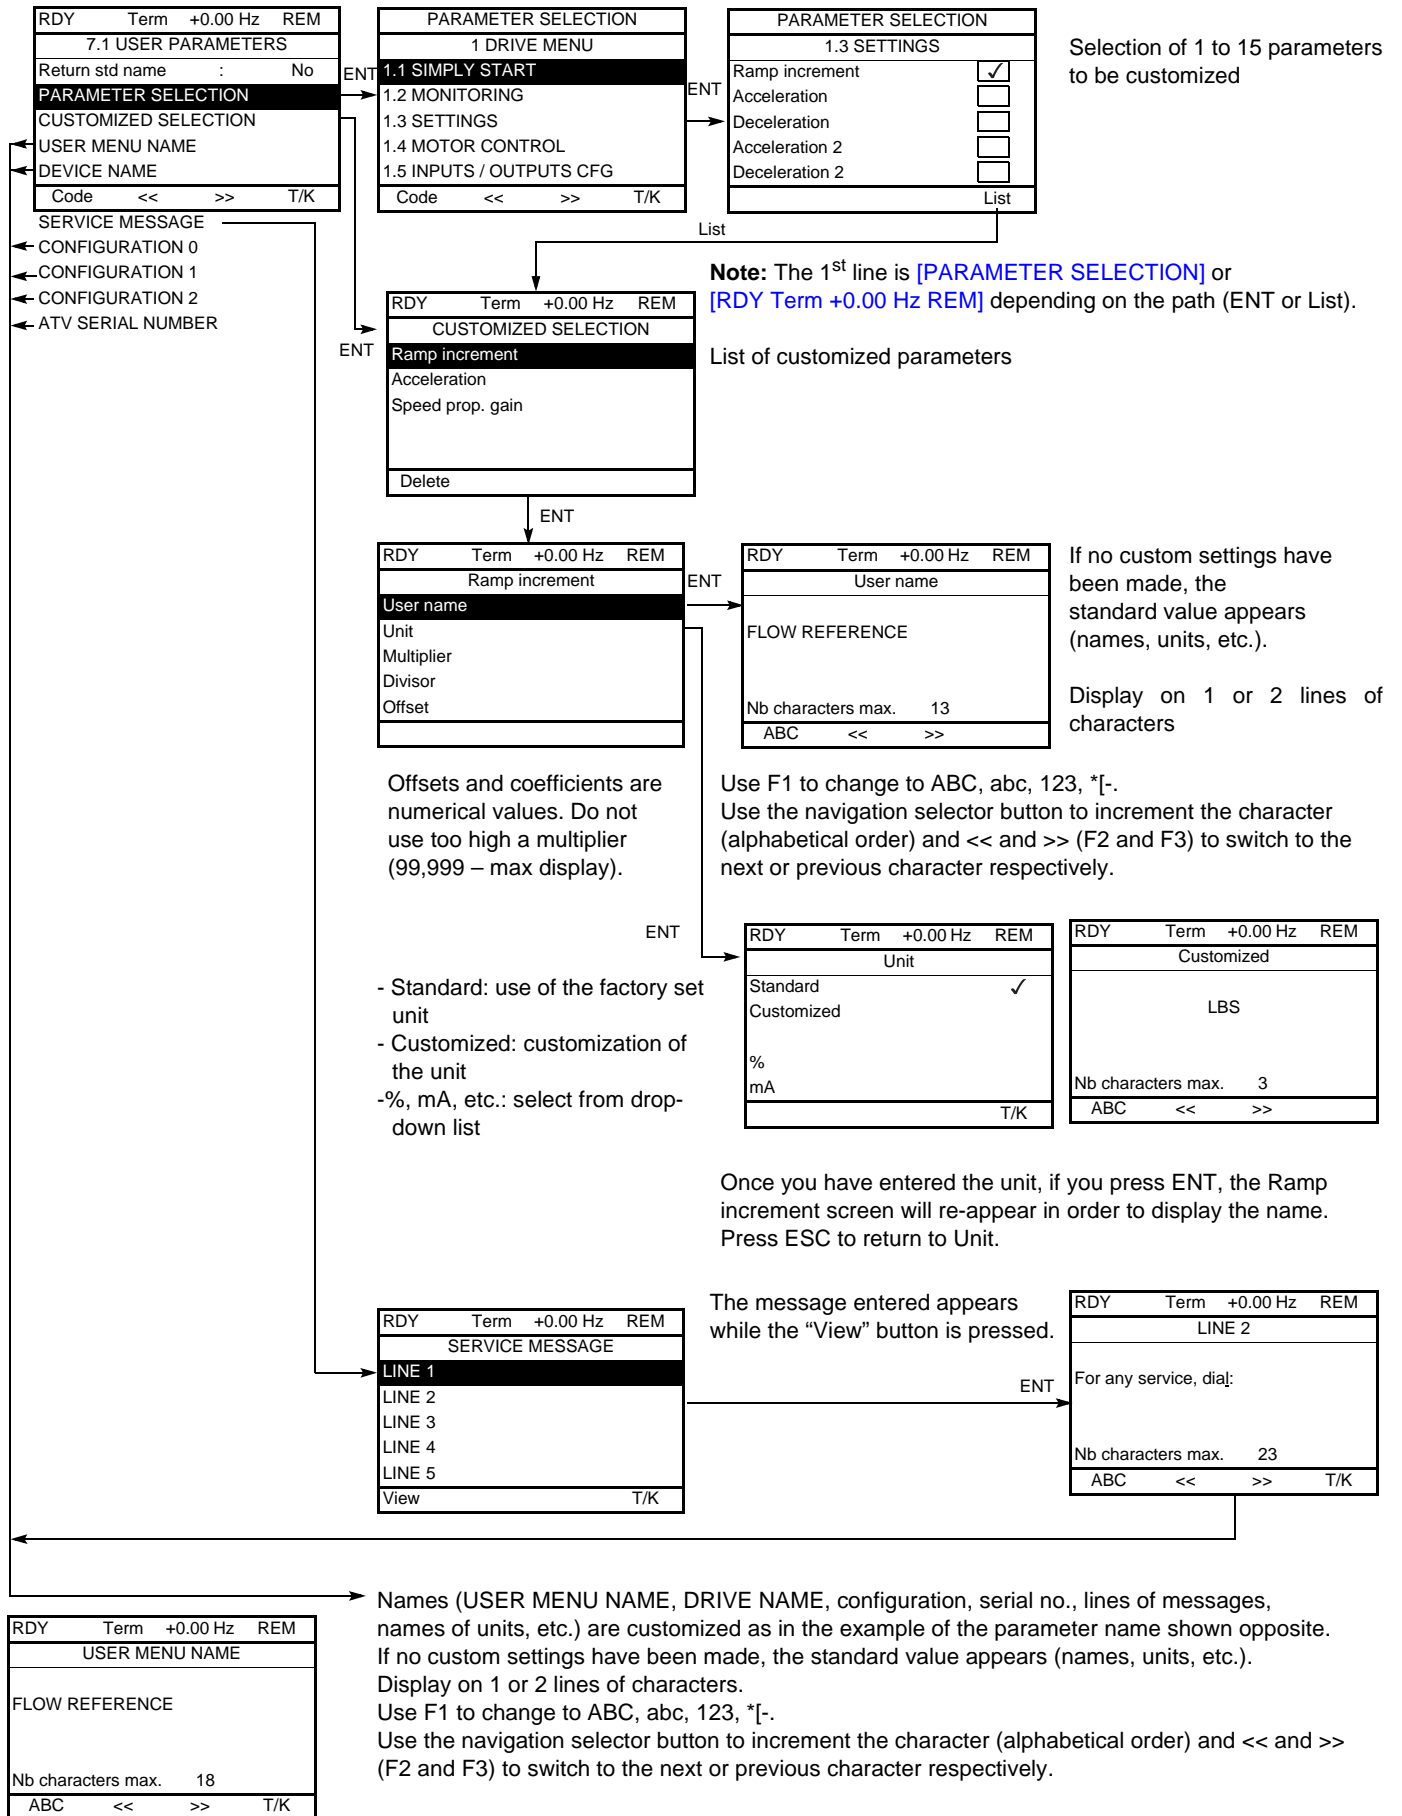 RDY Term +0.00 Hz REM
7.1 USER PARAMETERS
Return std name : No
PARAMETER SELECTION
CUSTOMIZED SELECTION
USER MENU NAME
DEVICE NAME
Code << >> T/K
SERVICE MESSAGE
CONFIGURATION 0
CONFIGURATION 1
CONFIGURATION 2
ATV SERIAL NUMBER
ENT
PARAMETER SELECTION
1 DRIVE MENU
1.1 SIMPLY START
1.2 MONITORING
1.3 SETTINGS
1.4 MOTOR CONTROL
1.5 INPUTS / OUTPUTS CFG
Code << >> T/K
ENT
PARAMETER SELECTION
1.3 SETTINGS
Ramp increment ✓
Acceleration
Deceleration
Acceleration 2
Deceleration 2
List
Selection of 1 to 15 parameters
to be customized
List
Note: The 1st line is [PARAMETER SELECTION] or
[RDY Term +0.00 Hz REM] depending on the path (ENT or List).
ENT
RDY Term +0.00 Hz REM
CUSTOMIZED SELECTION
Ramp increment
Acceleration
Speed prop. gain
Delete
List of customized parameters
ENT
RDY Term +0.00 Hz REM
Ramp increment
User name
Unit
Multiplier
Divisor
Offset
ENT
RDY Term +0.00 Hz REM
User name
FLOW REFERENCE
Nb characters max. 13
ABC << >>
If no custom settings have
been made, the
standard value appears
(names, units, etc.).
Display on 1 or 2 lines of
characters
Offsets and coefficients are
numerical values. Do not
use too high a multiplier
(99,999 – max display).
Use F1 to change to ABC, abc, 123, *[-.
Use the navigation selector button to increment the character
(alphabetical order) and << and >> (F2 and F3) to switch to the
next or previous character respectively.
ENT
- Standard: use of the factory set
unit
- Customized: customization of
the unit
-%, mA, etc.: select from drop-
down list
RDY Term +0.00 Hz REM
Unit
Standard ✓
Customized
%
mA
T/K
RDY Term +0.00 Hz REM
Customized
LBS
Nb characters max. 3
ABC << >>
Once you have entered the unit, if you press ENT, the Ramp
increment screen will re-appear in order to display the name.
Press ESC to return to Unit.
RDY Term +0.00 Hz REM
SERVICE MESSAGE
LINE 1
LINE 2
LINE 3
LINE 4
LINE 5
View T/K
The message entered appears
while the “View” button is pressed.
ENT
RDY Term +0.00 Hz REM
LINE 2
For any service, dial:
Nb characters max. 23
ABC << >> T/K
Names (USER MENU NAME, DRIVE NAME, configuration, serial no., lines of messages,
names of units, etc.) are customized as in the example of the parameter name shown opposite.
If no custom settings have been made, the standard value appears (names, units, etc.).
Display on 1 or 2 lines of characters.
Use F1 to change to ABC, abc, 123, *[-.
Use the navigation selector button to increment the character (alphabetical order) and << and >>
(F2 and F3) to switch to the next or previous character respectively.
RDY Term +0.00 Hz REM
USER MENU NAME
FLOW REFERENCE
Nb characters max. 18
ABC << >> T/K